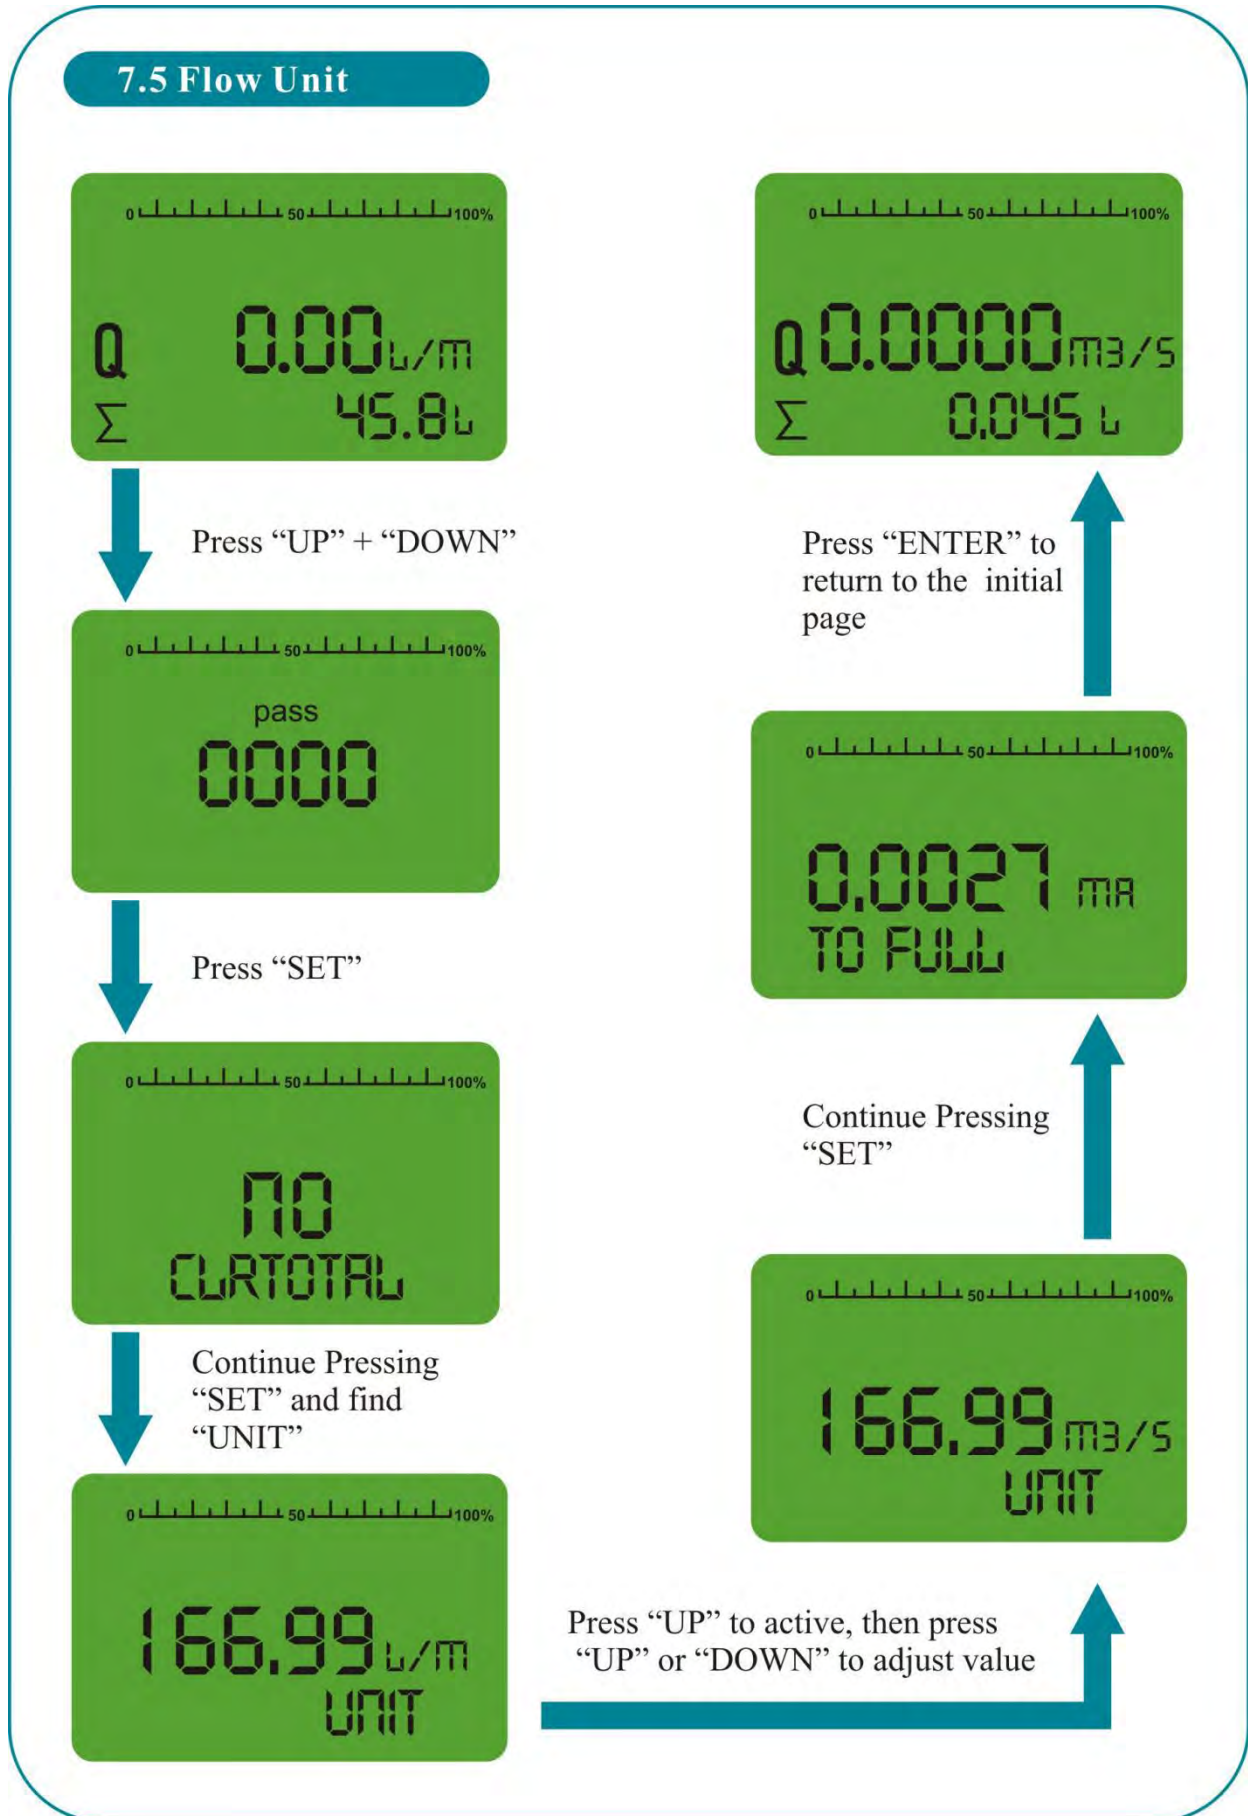 7.5 Flow Unit
0 50 100%
Q 0.00 L/m
Σ 45.8L
Press “UP” + “DOWN”
0 50 100%
pass
0000
Press “SET”
0 50 100%
NO
CLRTOTAL
Continue Pressing
“SET” and find
“UNIT”
0 50 100%
166.99 L/m
UNIT
Press “UP” to active, then press
“UP” or “DOWN” to adjust value
0 50 100%
166.99 m3/S
UNIT
Continue Pressing
“SET”
0 50 100%
0.0027 mA
TO FULL
Press “ENTER” to
return to the initial
page
0 50 100%
Q 0.0000 m3/S
Σ 0.045 L